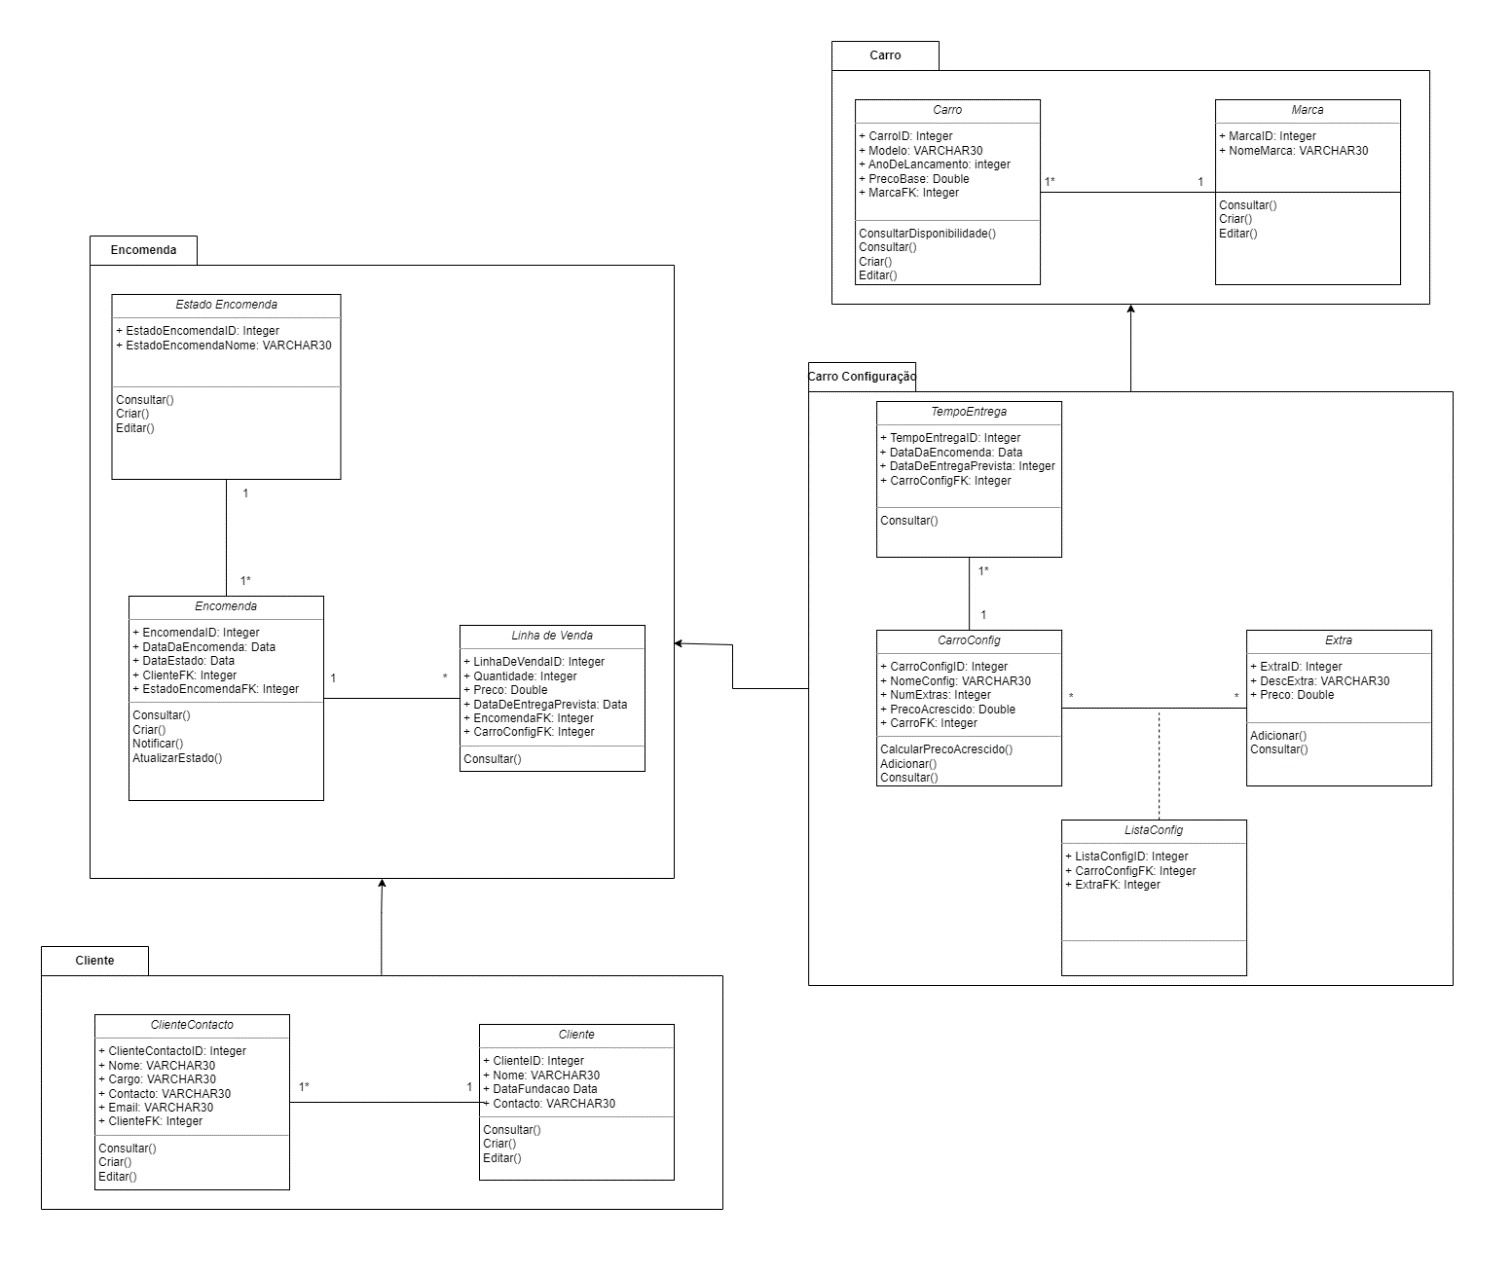 Carro
Carro
+ CarroID: Integer
+ Modelo: VARCHAR30
+ AnoDeLancamento: integer
+ PrecoBase: Double
+ MarcaFK: Integer
ConsultarDisponibilidade()
Consultar()
Criar()
Editar()
1*
1
Marca
+ MarcaID: Integer
+ NomeMarca: VARCHAR30
Consultar()
Criar()
Editar()
Encomenda
Estado Encomenda
+ EstadoEncomendaID: Integer
+ EstadoEncomendaNome: VARCHAR30
Consultar()
Criar()
Editar()
1
1*
Encomenda
+ EncomendaID: Integer
+ DataDaEncomenda: Data
+ DataEstado: Data
+ ClienteFK: Integer
+ EstadoEncomendaFK: Integer
Consultar()
Criar()
Notificar()
AtualizarEstado()
1
*
Linha de Venda
+ LinhaDeVendaID: Integer
+ Quantidade: Integer
+ Preco: Double
+ DataDeEntregaPrevista: Data
+ EncomendaFK: Integer
+ CarroConfigFK: Integer
Consultar()
Carro Configuração
TempoEntrega
+ TempoEntregaID: Integer
+ DataDaEncomenda: Data
+ DataDeEntregaPrevista: Integer
+ CarroConfigFK: Integer
Consultar()
1*
1
CarroConfig
+ CarroConfigID: Integer
+ NomeConfig: VARCHAR30
+ NumExtras: Integer
+ PrecoAcrescido: Double
+ CarroFK: Integer
CalcularPrecoAcrescido()
Adicionar()
Consultar()
*
*
Extra
+ ExtraID: Integer
+ DescExtra: VARCHAR30
+ Preco: Double
Adicionar()
Consultar()
ListaConfig
+ ListaConfigID: Integer
+ CarroConfigFK: Integer
+ ExtraFK: Integer
Cliente
ClienteContacto
+ ClienteContactoID: Integer
+ Nome: VARCHAR30
+ Cargo: VARCHAR30
+ Contacto: VARCHAR30
+ Email: VARCHAR30
+ ClienteFK: Integer
Consultar()
Criar()
Editar()
1*
1
Cliente
+ ClienteID: Integer
+ Nome: VARCHAR30
+ DataFundacao Data
+ Contacto: VARCHAR30
Consultar()
Criar()
Editar()